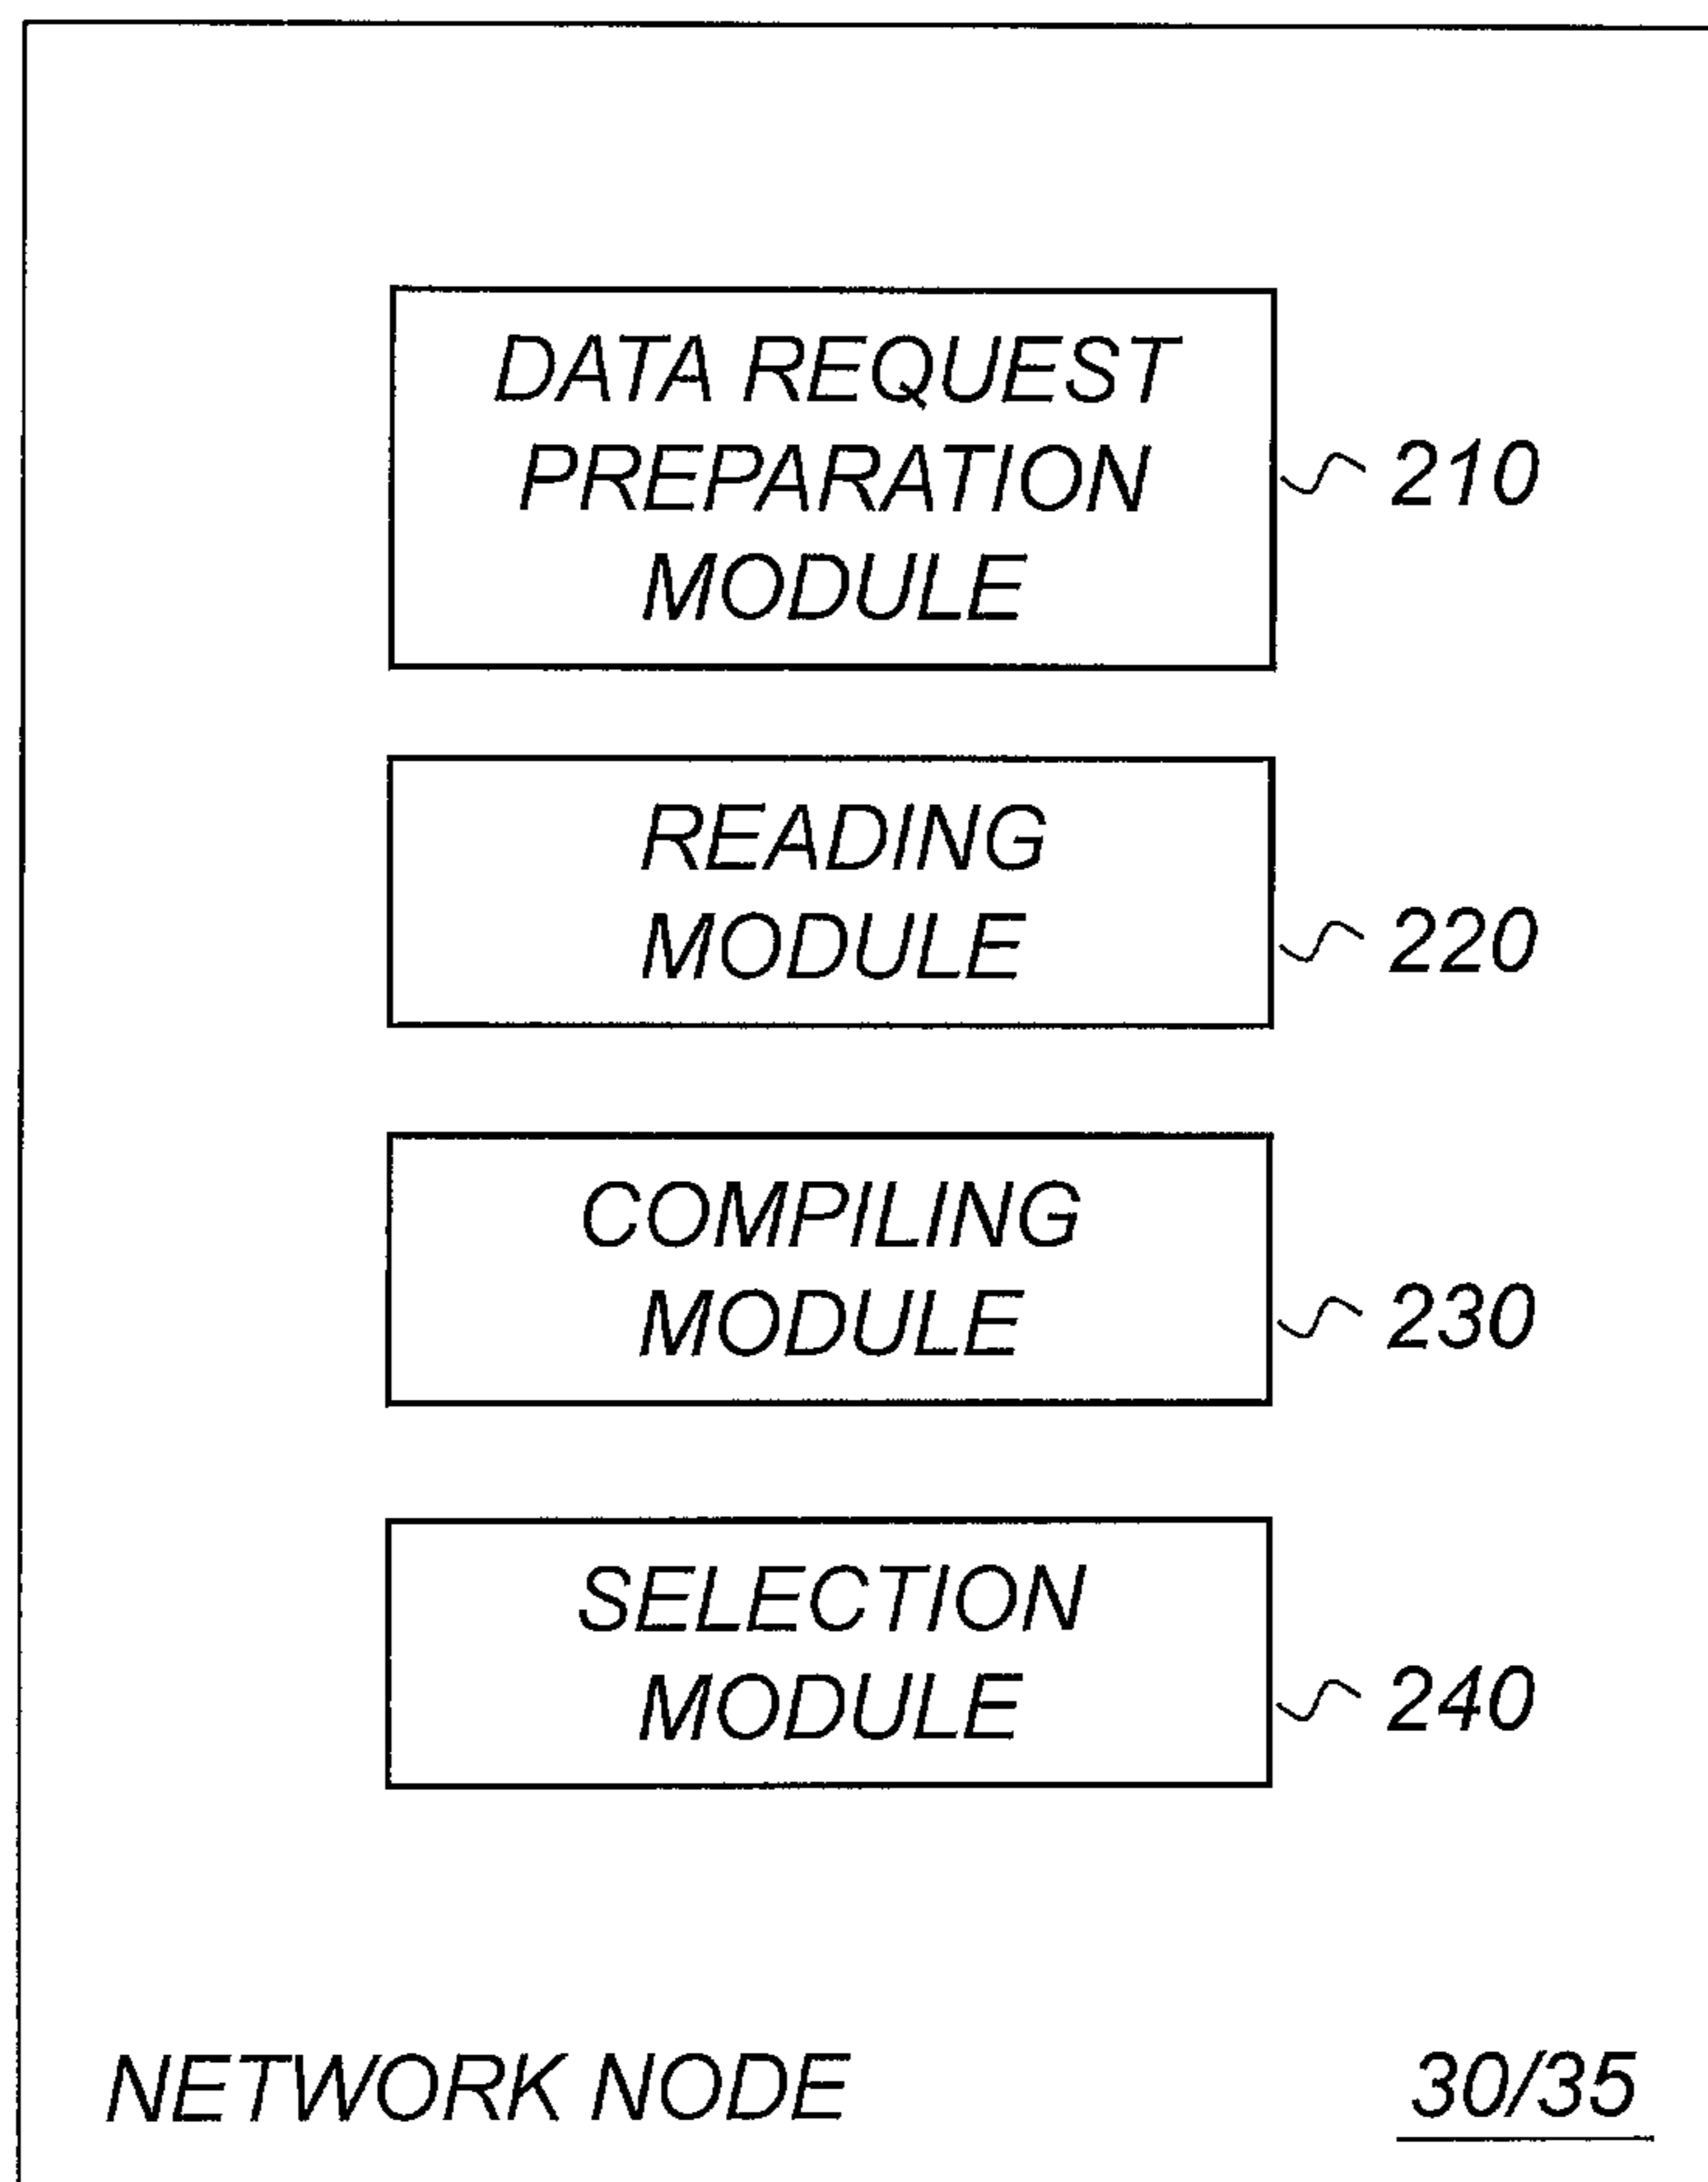 DATA REQUEST
PREPARATION
MODULE
210
READING
MODULE
220
COMPILING
MODULE
230
SELECTION
MODULE
240
NETWORK NODE
30/35